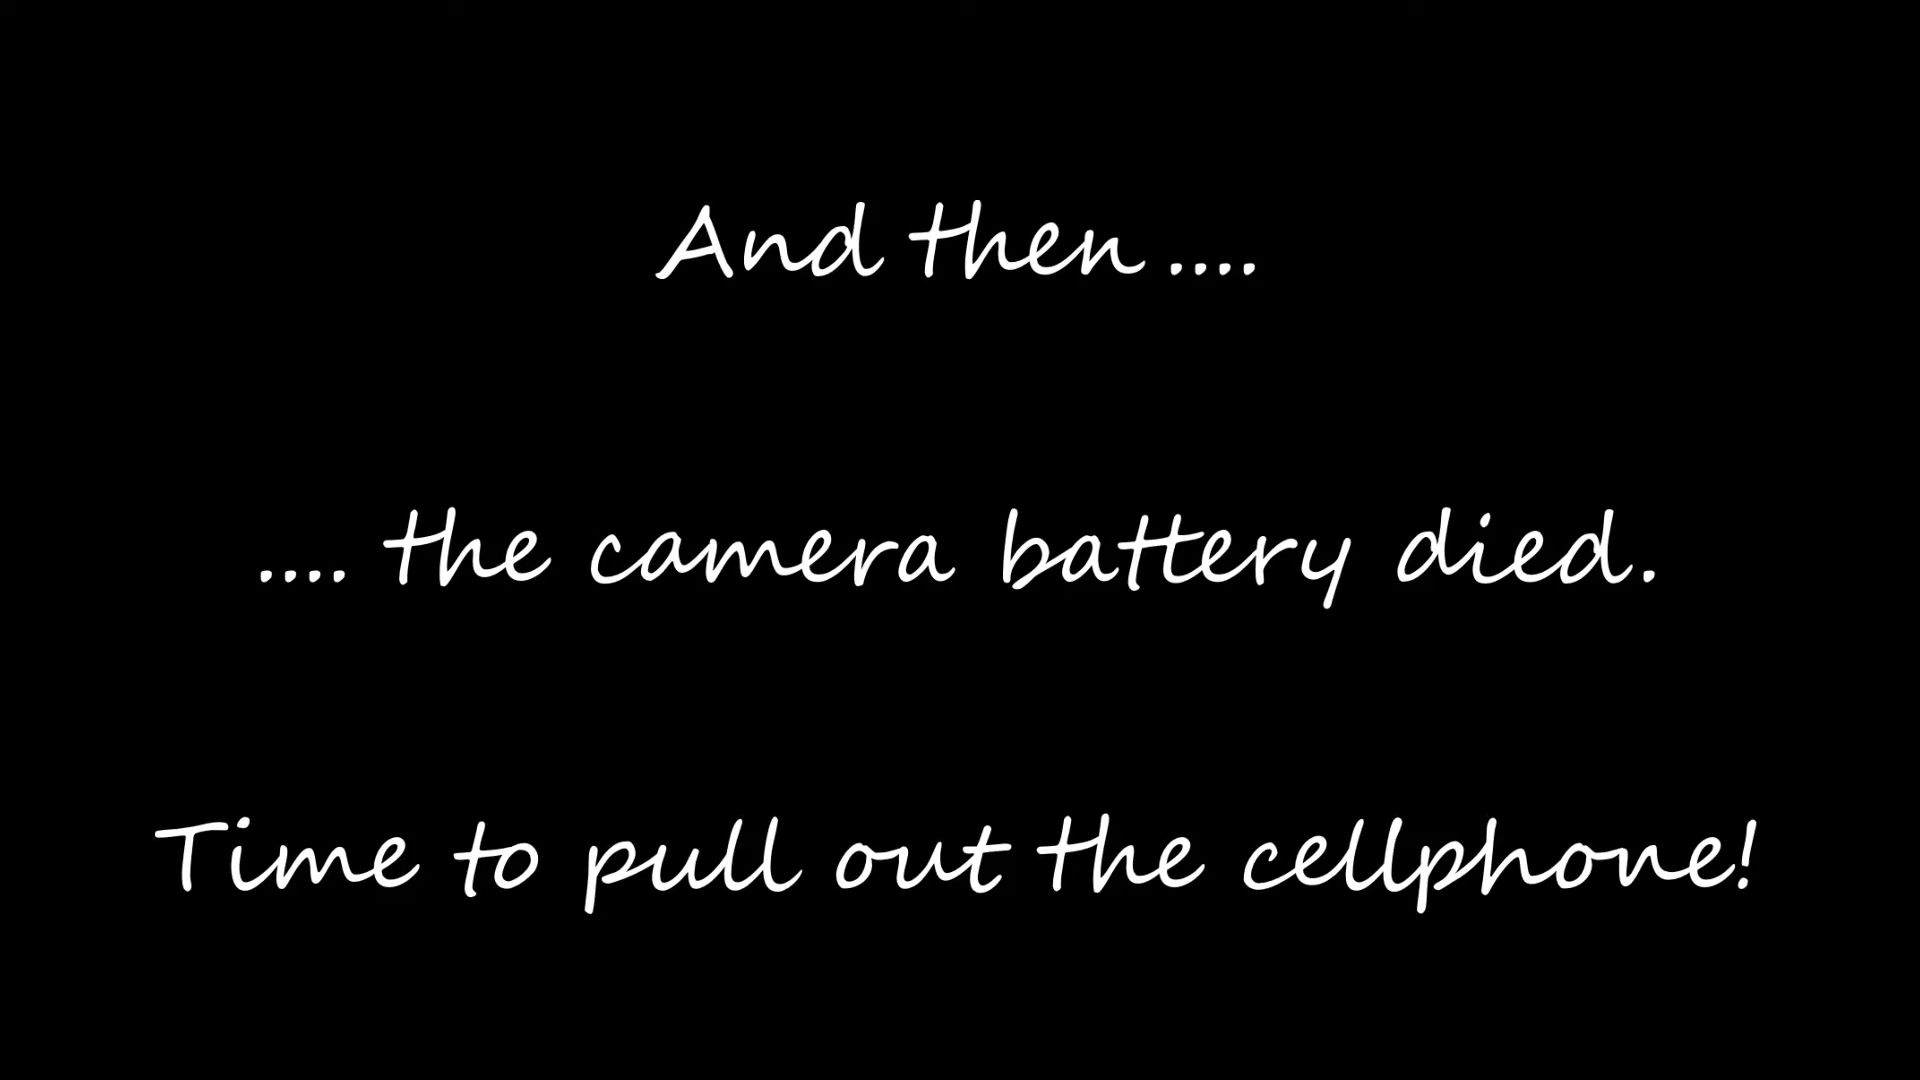 And then ....
.... the camera battery died.
Time to pull out the cellphone!